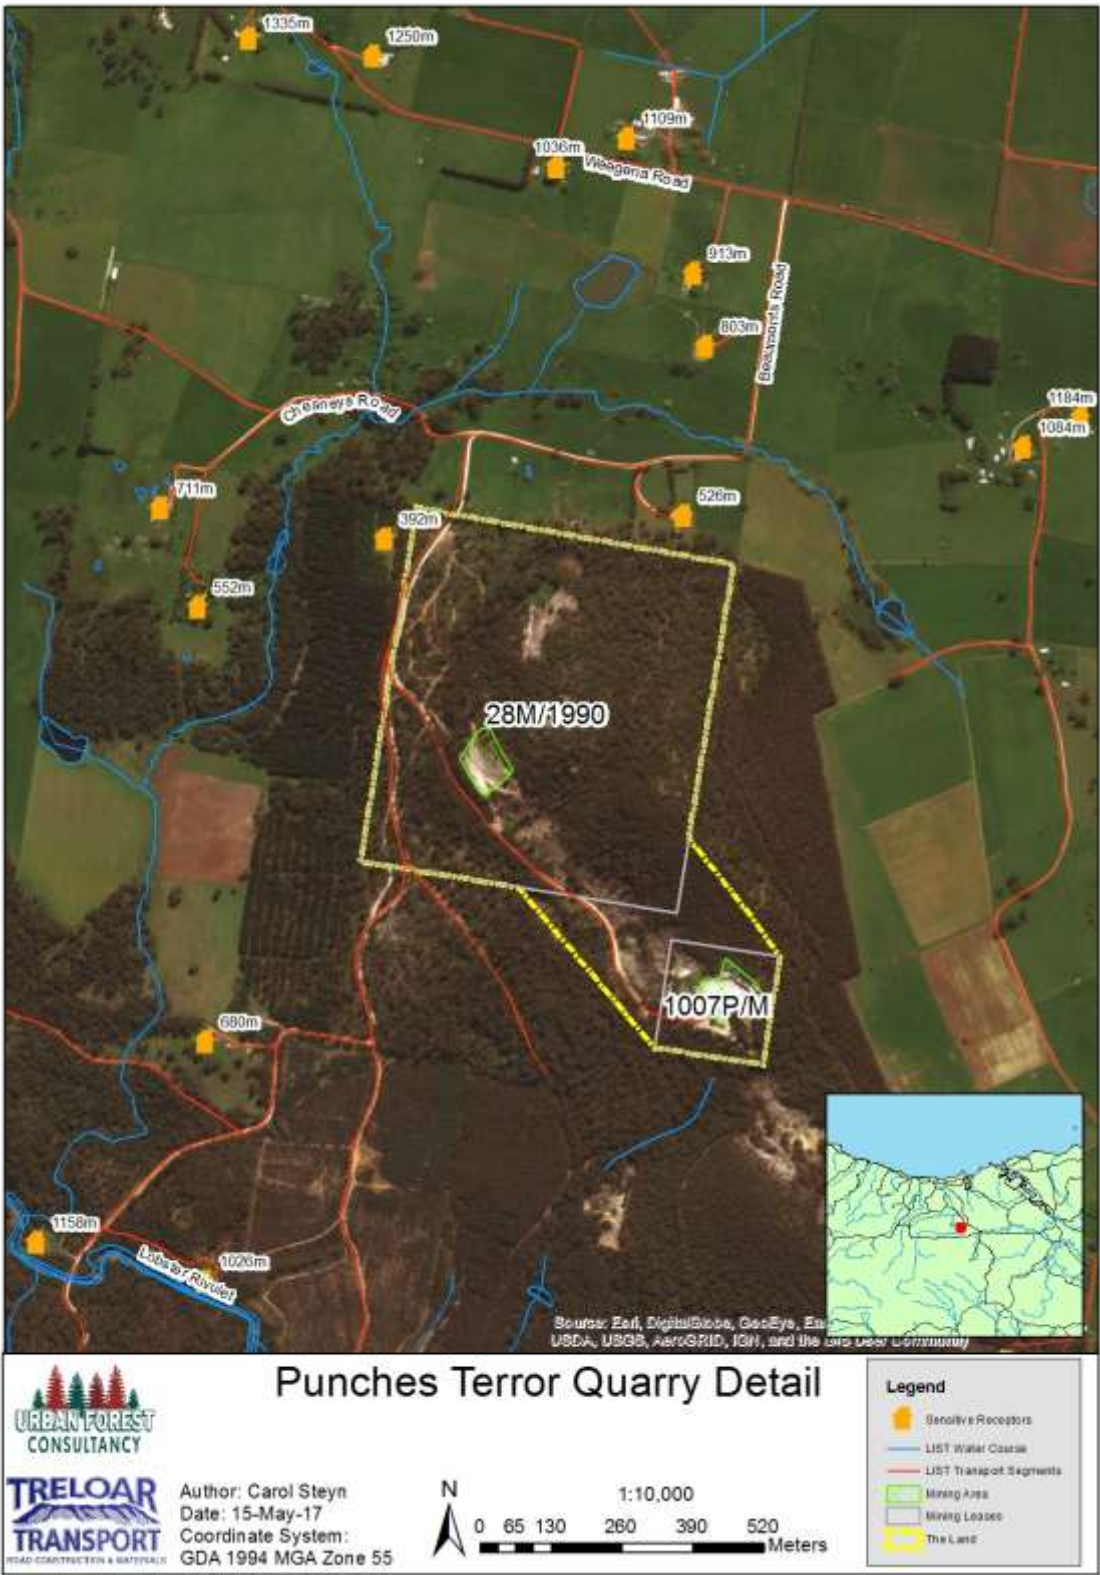 1335m
1250m
1109m
1036m
Weegena Road
913m
Beaumonts Road
803m
1184m
Cheaneys Road
1084m
711m
526m
392m
552m
28M/1990
1007P/M
680m
1158m
1026m
Lobster Rivulet
Source: Esri, DigitalGlobe, GeoEye,
USDA, USGS, AeroGRID, IGN, and the GIS User Community
Punches Terror Quarry Detail
URBAN FOREST
CONSULTANCY
TRELOAR
TRANSPORT
ROAD CONSTRUCTION & MATERIALS
Author: Carol Steyn
Date: 15-May-17
Coordinate System:
GDA 1994 MGA Zone 55
N
1:10,000
0 65 130 260 390 520
Meters
Legend
Sensitive Receptors
LIST Water Course
LIST Transport Segments
Mining Area
Mining Leases
The Land